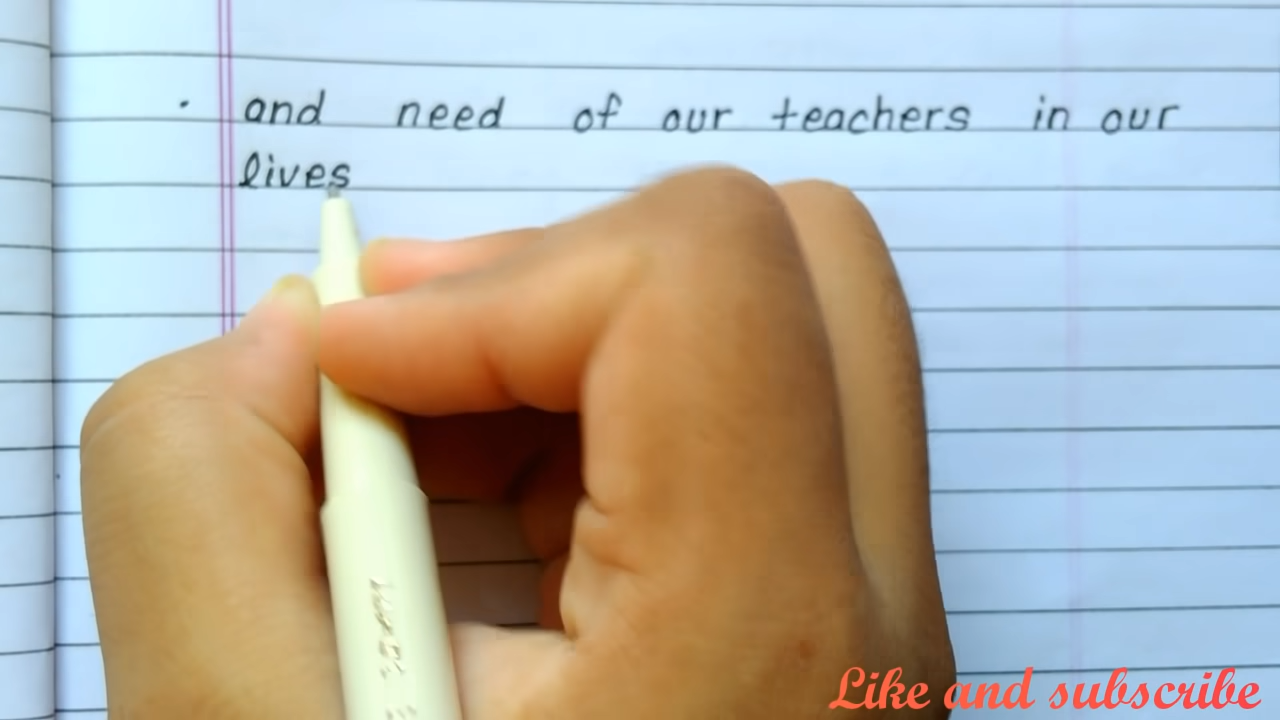 · and need of our teachers in our
lives
Like and subscribe